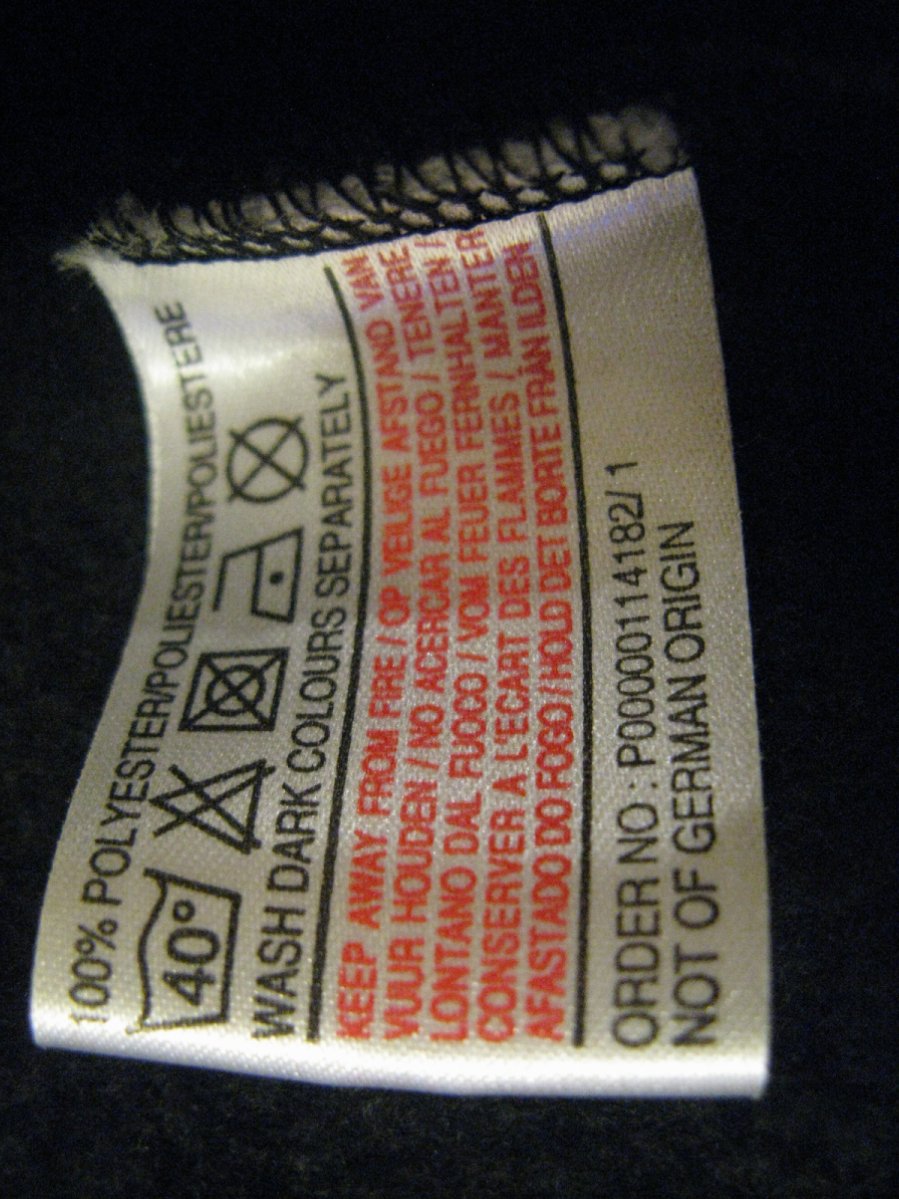 100% POLYESTER/POLIESTER/POLIESTERE
40°
WASH DARK COLOURS SEPARATELY
KEEP AWAY FROM FIRE / OP VEILIGE AFSTAND VAN
VUUR HOUDEN / NO ACERCAR AL FUEGO / TENERE
LONTANO DAL FUOCO / VOM FEUER FERNHALTEN /
CONSERVER A L'ECART DES FLAMMES / MANTER
AFASTADO DO FOGO / HOLD DET BORTE FRÅN ILDEN
ORDER NO : P0000114182/1
NOT OF GERMAN ORIGIN